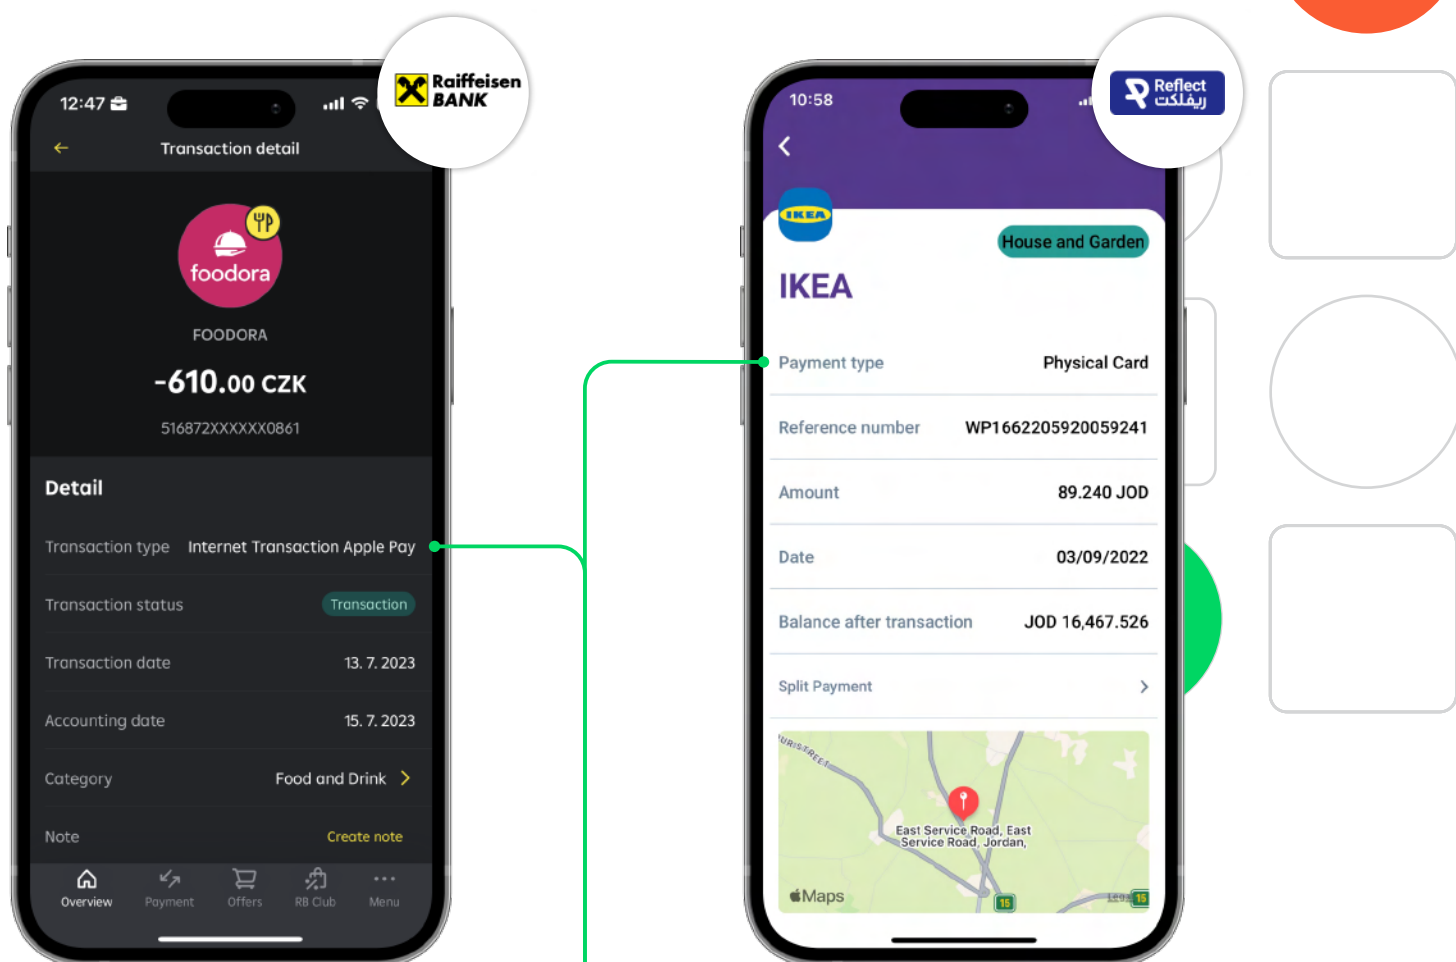 12:47
Raiffeisen
BANK
Transaction detail
foodora
FOODORA
-610.00 CZK
516872XXXXXX0861
Detail
Transaction type Internet Transaction Apple Pay
Transaction status Transaction
Transaction date 13. 7. 2023
Accounting date 15. 7. 2023
Category Food and Drink
Note Create note
Overview Payment Offers RB Club Menu
10:58
Reflect
ريفلكت
IKEA
House and Garden
IKEA
Payment type Physical Card
Reference number WP1662205920059241
Amount 89.240 JOD
Date 03/09/2022
Balance after transaction JOD 16,467.526
Split Payment
East Service Road, East
Service Road, Jordan,
Maps
15
15